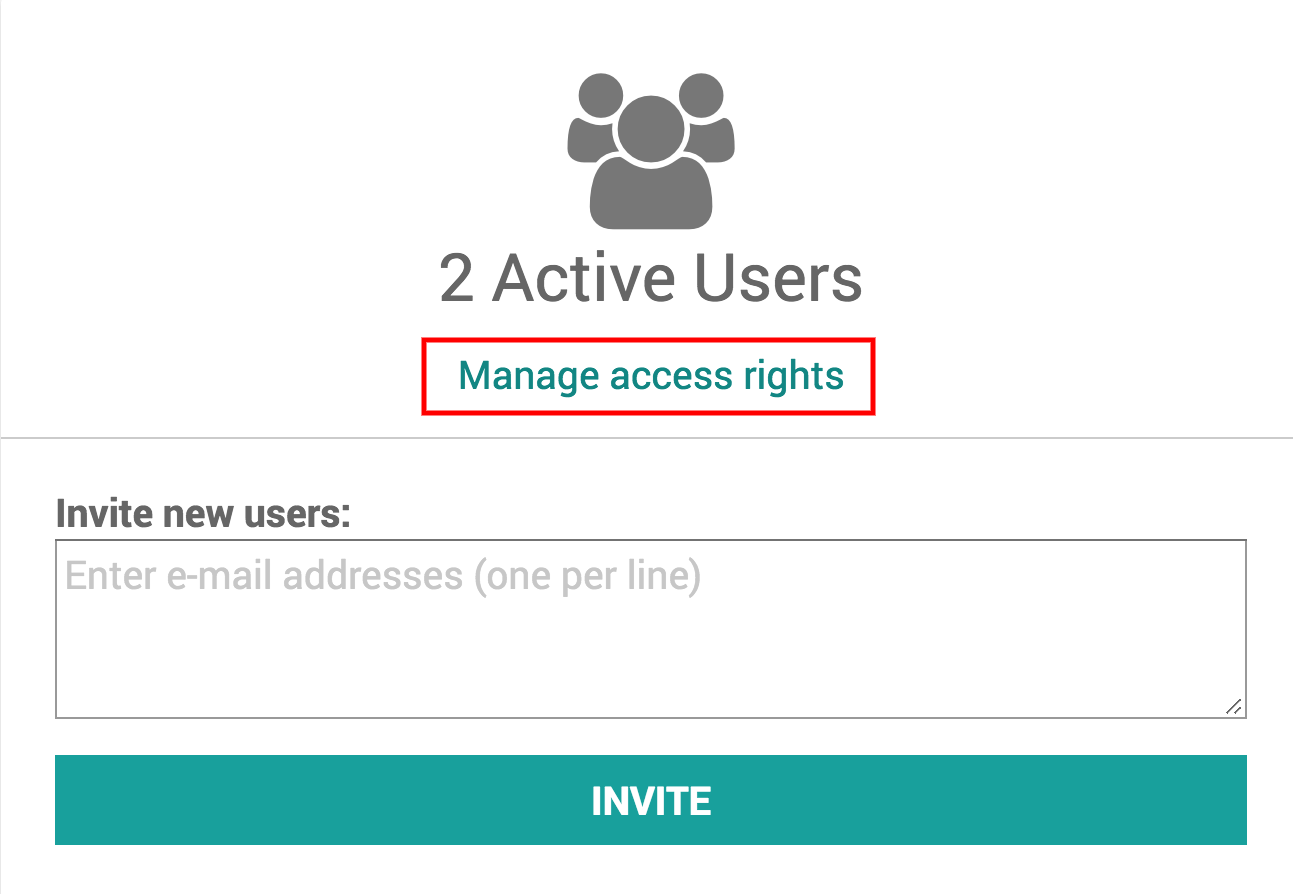 2 Active Users
Manage access rights
Invite new users:
Enter e-mail addresses (one per line)
INVITE